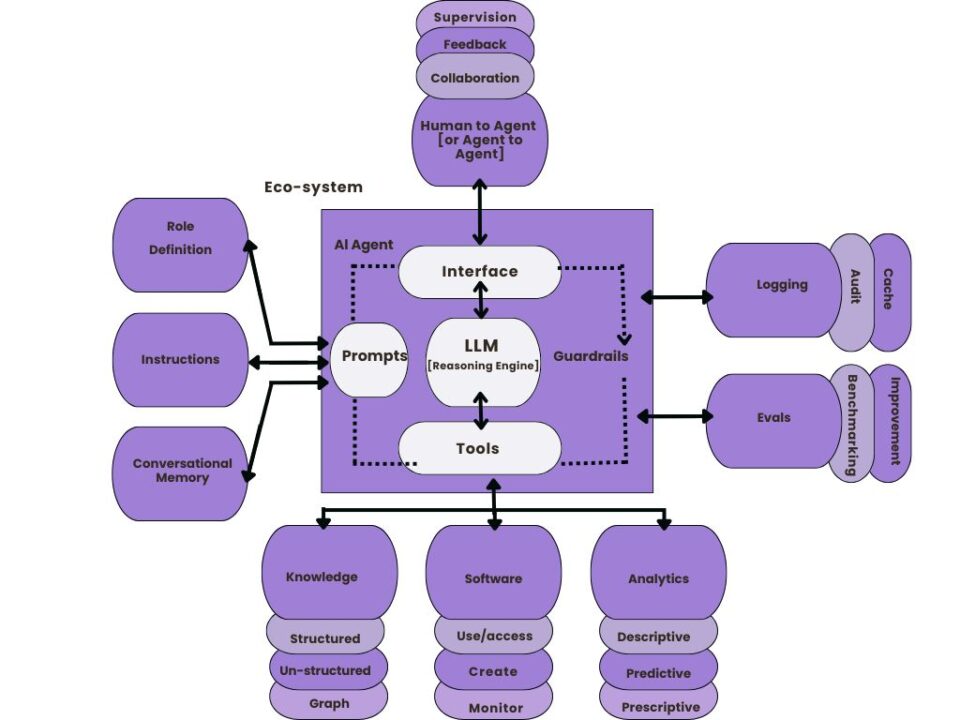 Supervision
Feedback
Collaboration
Human to Agent
[or Agent to
Agent]
Eco-system
Role
Definition
Instructions
Conversational
Memory
AI Agent
Interface
Prompts
LLM
[Reasoning Engine]
Guardrails
Tools
Logging
Audit
Cache
Evals
Benchmarking
Improvement
Knowledge
Structured
Un-structured
Graph
Software
Use/access
Create
Monitor
Analytics
Descriptive
Predictive
Prescriptive